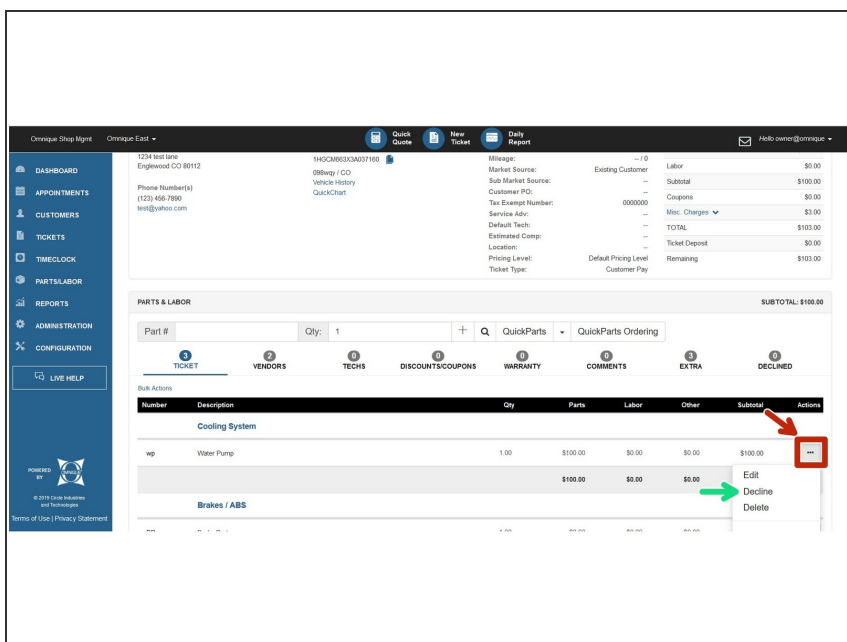 Omnique Shop Mgmt Omnique East
Quick Quote
New Ticket
Daily Report
Hello owner@omnique
DASHBOARD
APPOINTMENTS
CUSTOMERS
TICKETS
TIMECLOCK
PARTS/LABOR
REPORTS
ADMINISTRATION
CONFIGURATION
LIVE HELP
POWERED BY OMNIQUE
© 2019 Circle Industries
and Technologies
Terms of Use | Privacy Statement
1234 test lane
Englewood CO 80112
Phone Number(s)
(123) 456-7890
test@yahoo.com
1HGCM663X3A037160
098wqy / CO
Vehicle History
QuickChart
Mileage: -- / 0
Market Source: Existing Customer
Sub Market Source: --
Customer PO: --
Tax Exempt Number: 0000000
Service Adv: --
Default Tech: --
Estimated Comp: --
Location: --
Pricing Level: Default Pricing Level
Ticket Type: Customer Pay
Labor $0.00
Subtotal $100.00
Coupons $0.00
Misc. Charges $3.00
TOTAL $103.00
Ticket Deposit $0.00
Remaining $103.00
PARTS & LABOR SUBTOTAL: $100.00
Part # Qty: 1 + QuickParts QuickParts Ordering
3 2 0 0 0 0 3 0
TICKET VENDORS TECHS DISCOUNTS/COUPONS WARRANTY COMMENTS EXTRA DECLINED
Bulk Actions
Number Description Qty Parts Labor Other Subtotal Actions
Cooling System
wp Water Pump 1.00 $100.00 $0.00 $0.00 $100.00 •••
$100.00 $0.00 $0.00
Edit
Decline
Delete
Brakes / ABS